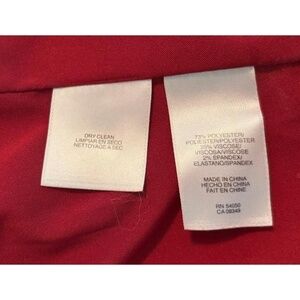 DRY CLEAN
LIMPIAR EN SECO
NETTOYAGE A SEC
73% POLYESTER/
POLIESTER/POLYESTER
25% VISCOSE/
VISCOSA/VISCOSE
2% SPANDEX/
ELASTANO/SPANDEX
MADE IN CHINA
HECHO EN CHINA
FAIT EN CHINE
RN 54050
CA 08349